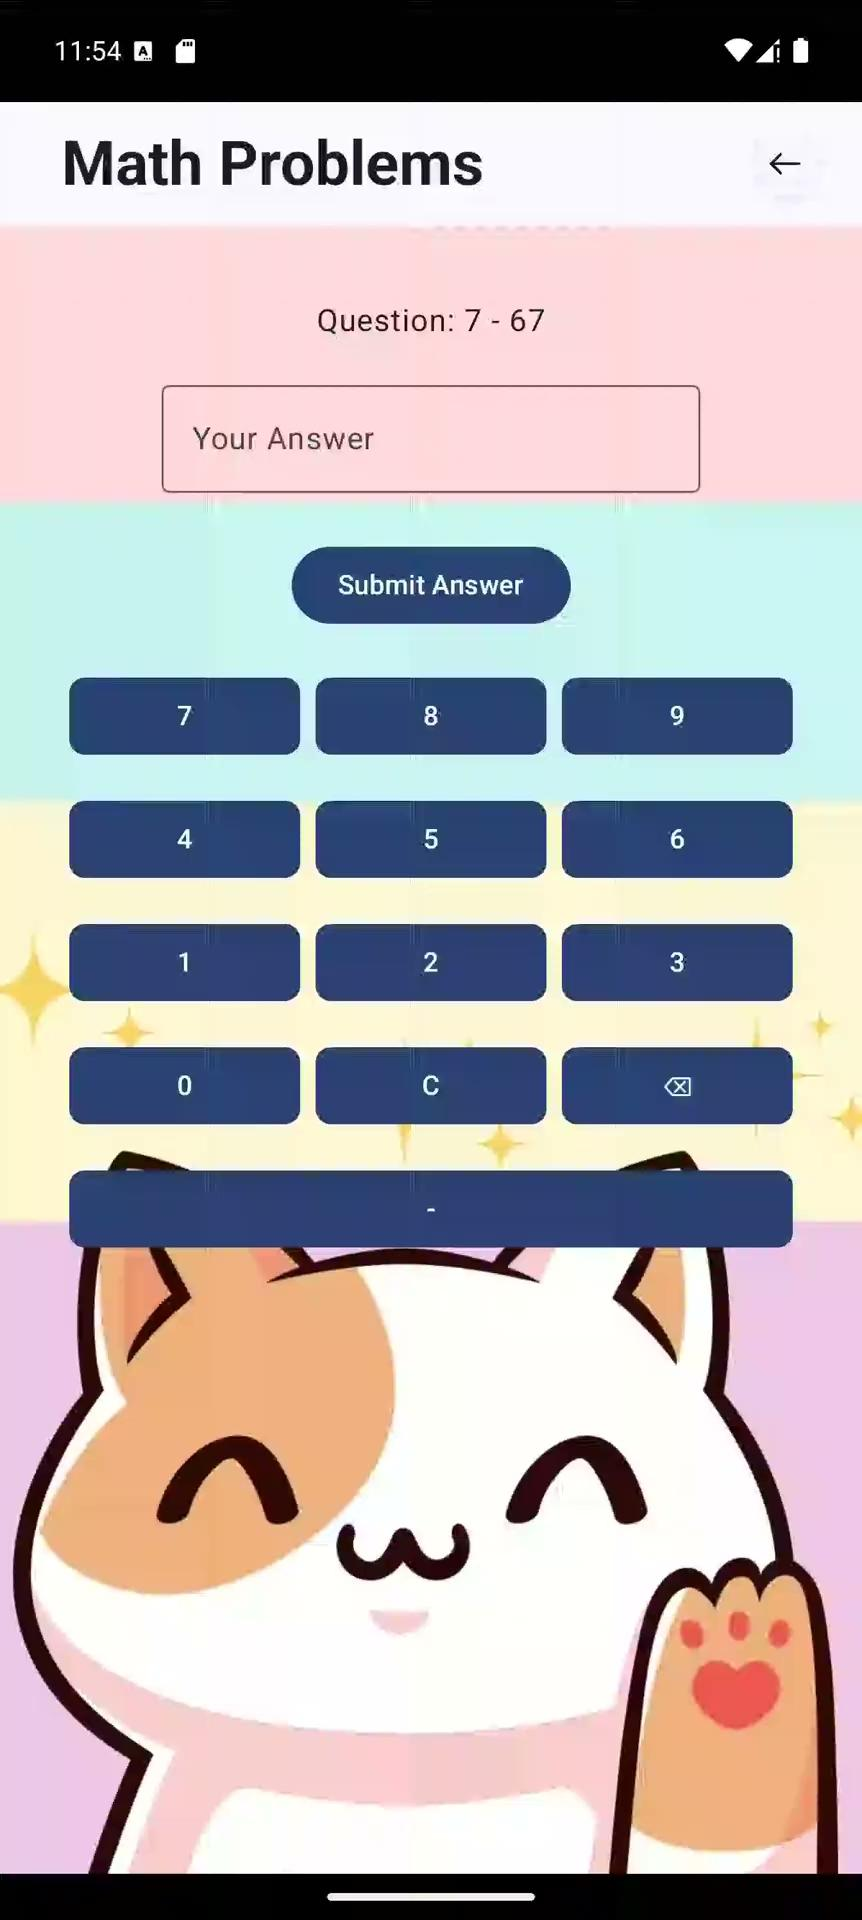 11:54
Math Problems
Question: 7 - 67
Your Answer
Submit Answer
7 8 9
4 5 6
1 2 3
0 C
-